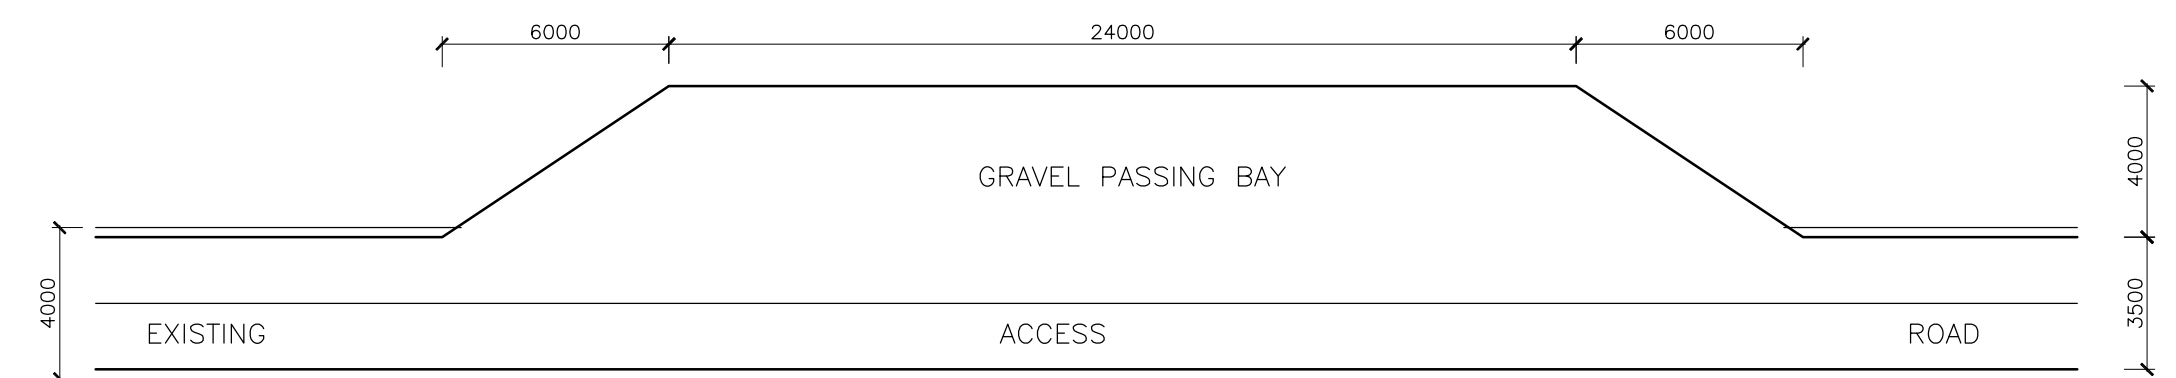 6000 24000 6000
4000
GRAVEL PASSING BAY
4000
3500
EXISTING ACCESS ROAD